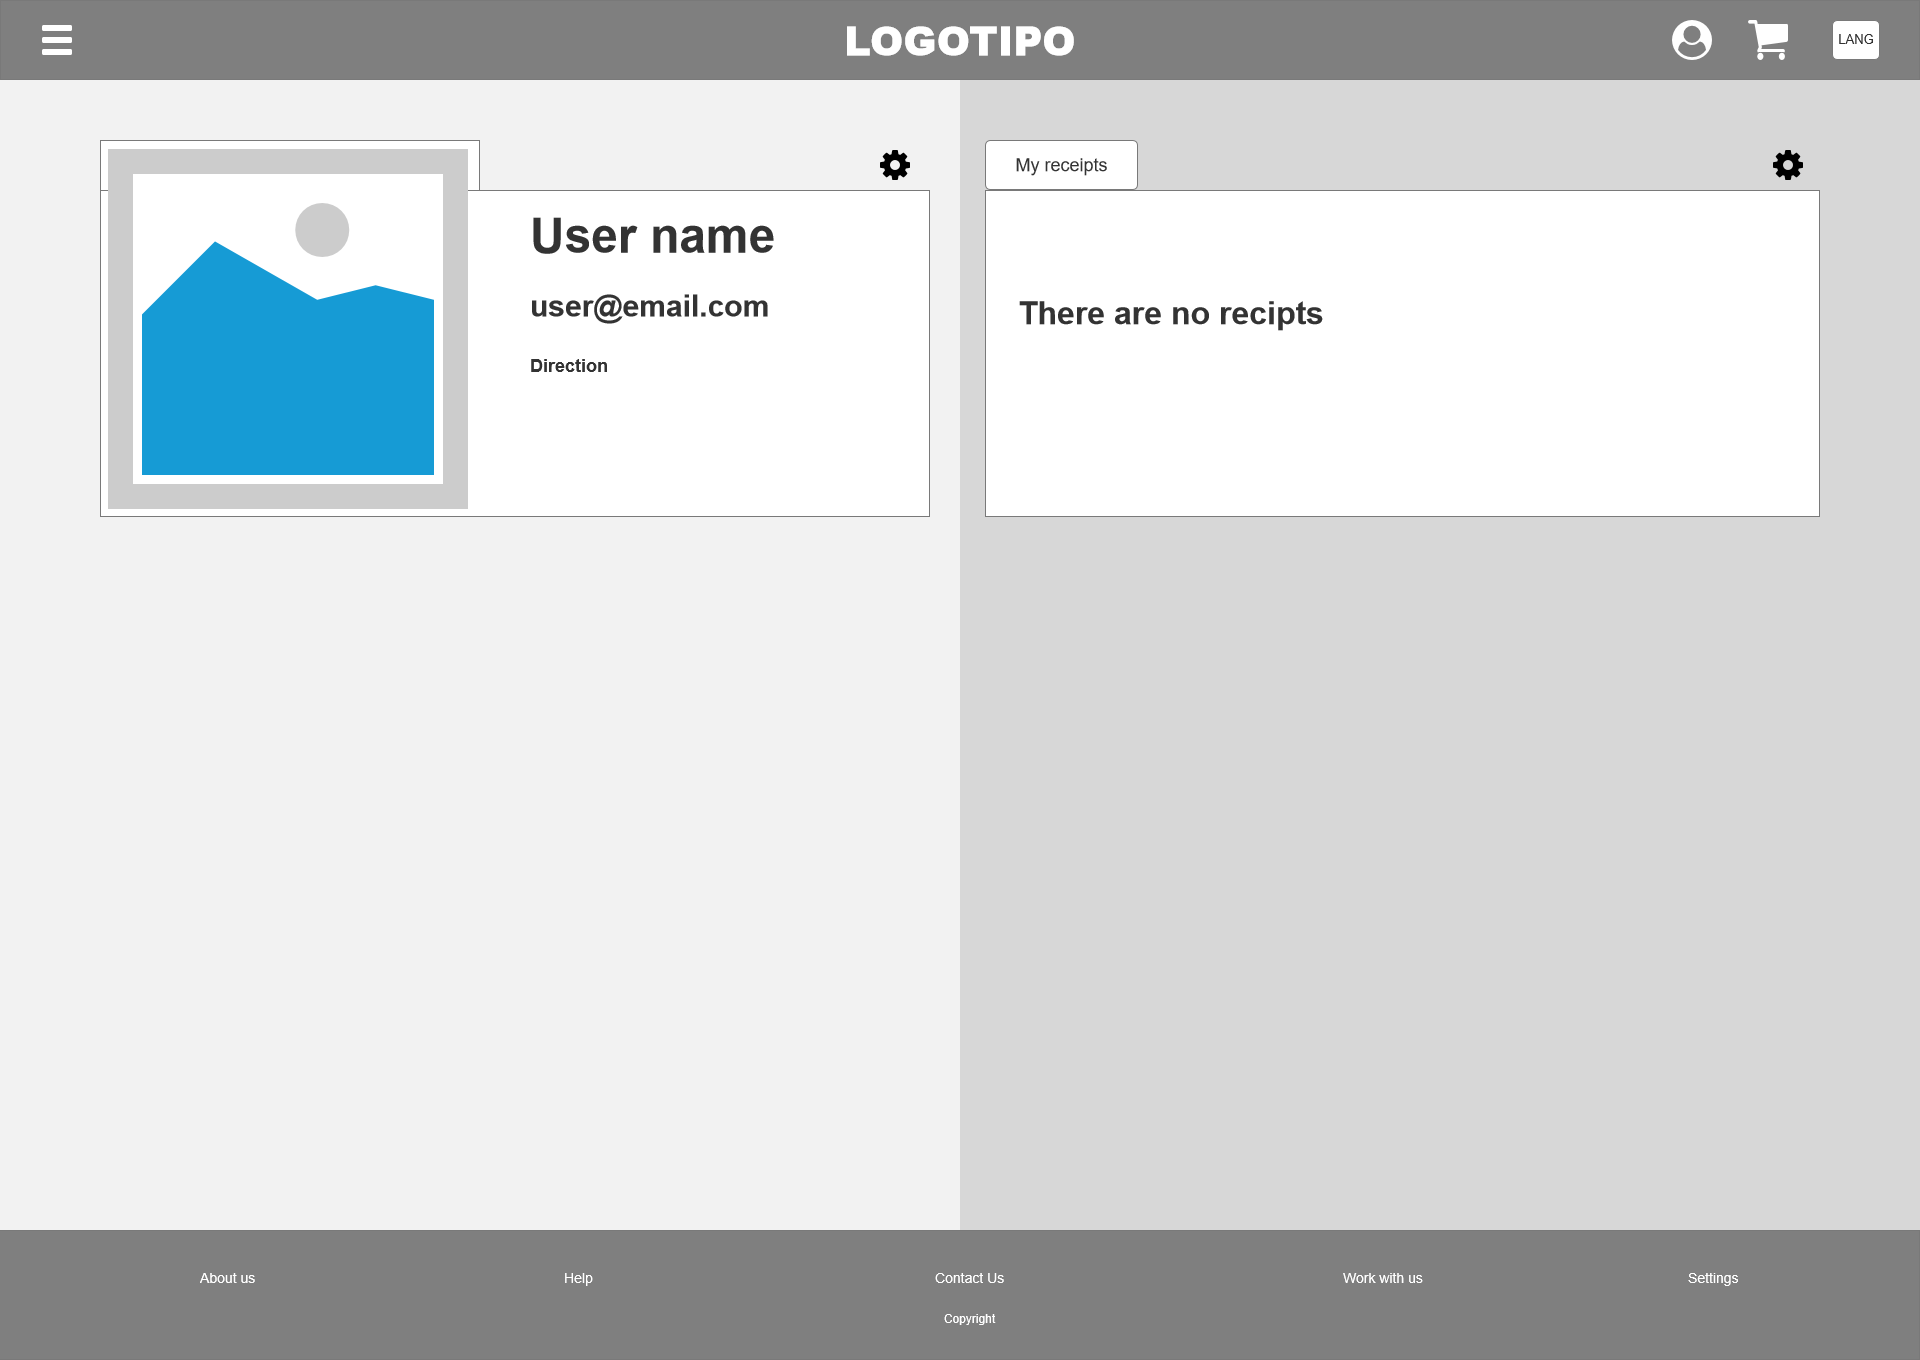 LOGOTIPO
LANG
User name
user@email.com
Direction
My receipts
There are no recipts
About us
Help
Contact Us
Work with us
Settings
Copyright